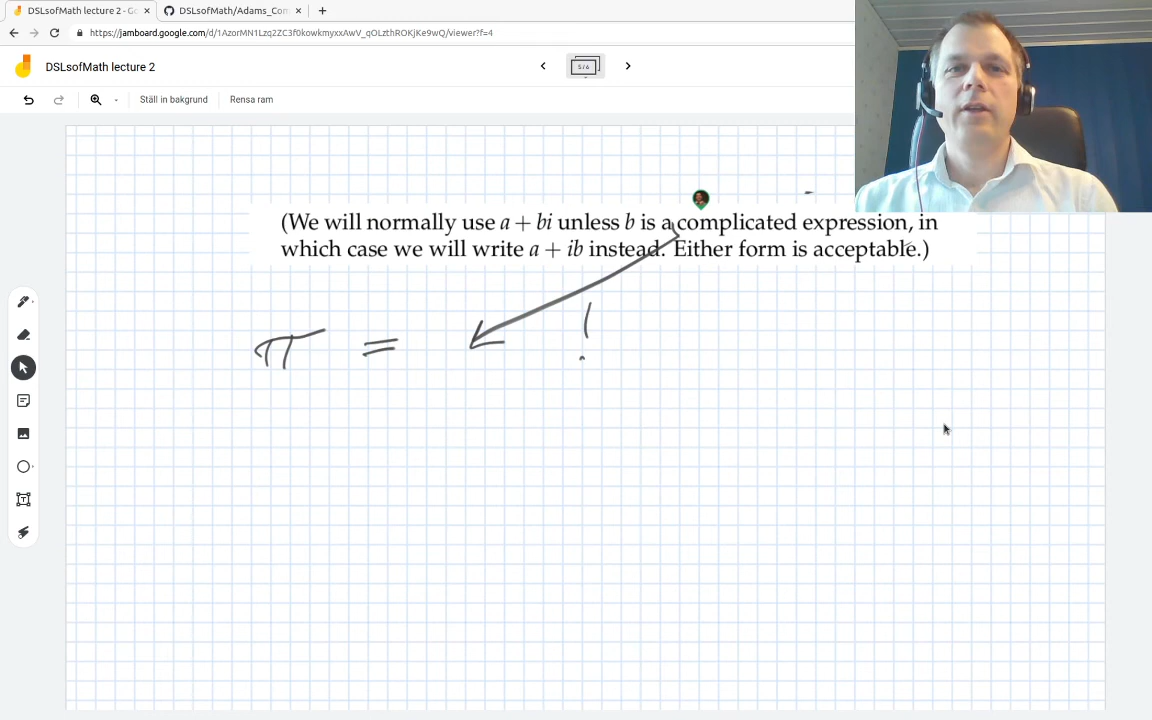 DSLsofMath lecture 2 - Go
DSLsofMath/Adams_Con
https://jamboard.google.com/d/1AzorMN1Lzq2ZC3f0kowkmyxxAwV_qOLzthROKjKe9wQ/viewer?f=4
DSLsofMath lecture 2
5/6
Ställ in bakgrund
Rensa ram
(We will normally use a + bi unless b is a complicated expression, in
which case we will write a + ib instead. Either form is acceptable.)
π = !